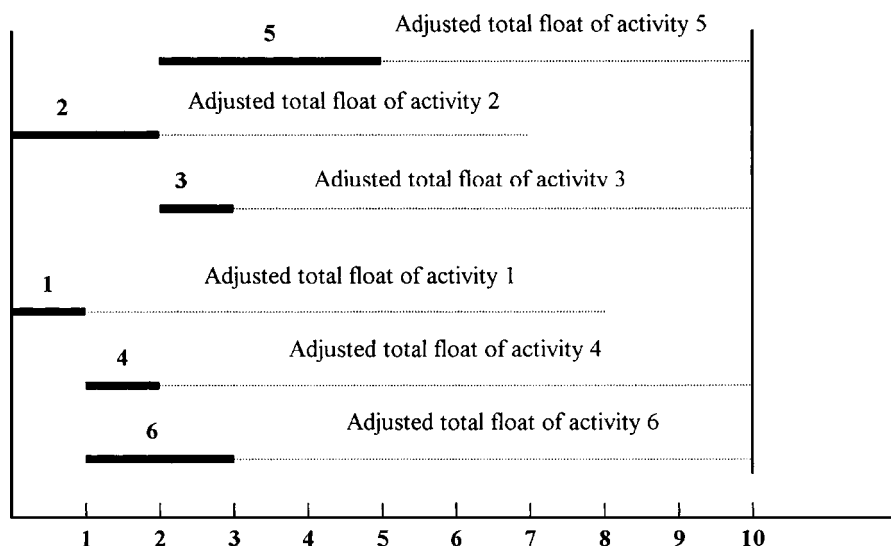 5 Adjusted total float of activity 5
2 Adjusted total float of activity 2
3 Adjusted total float of activity 3
1 Adjusted total float of activity 1
4 Adjusted total float of activity 4
6 Adjusted total float of activity 6
1 2 3 4 5 6 7 8 9 10